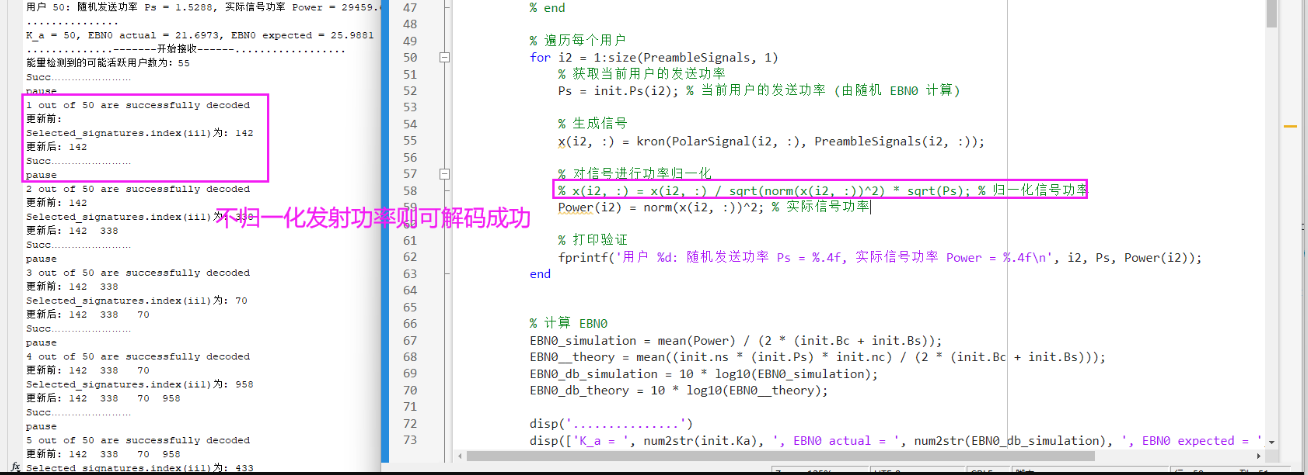 用户 50: 随机发送功率 Ps = 1.5288, 实际信号功率 Power = 29459.
...............
K_a = 50, EBN0 actual = 21.6973, EBN0 expected = 25.9881
..............-------开始接收------.................
能量检测到的可能活跃用户数为: 55
Succ........................
pause
1 out of 50 are successfully decoded
更新前:
Selected_signatures.index(iil)为: 142
更新后: 142
Succ........................
pause
2 out of 50 are successfully decoded
更新前: 142
Selected_signatures.index(iil)为: 338
更新后: 142  338
Succ........................
pause
3 out of 50 are successfully decoded
更新前: 142  338
Selected_signatures.index(iil)为: 70
更新后: 142  338   70
Succ........................
pause
4 out of 50 are successfully decoded
更新前: 142  338   70
Selected_signatures.index(iil)为: 958
更新后: 142  338   70  958
Succ........................
pause
5 out of 50 are successfully decoded
更新前: 142  338   70  958
Selected_signatures.index(iil)为: 433
不归一化发射功率则可解码成功
47 % end
48
49 % 遍历每个用户
50 for i2 = 1:size(PreambleSignals, 1)
51 % 获取当前用户的发送功率
52 Ps = init.Ps(i2); % 当前用户的发送功率 (由随机 EBN0 计算)
53
54 % 生成信号
55 x(i2, :) = kron(PolarSignal(i2, :), PreambleSignals(i2, :));
56
57 % 对信号进行功率归一化
58 % x(i2, :) = x(i2, :) / sqrt(norm(x(i2, :))^2) * sqrt(Ps); % 归一化信号功率
59 Power(i2) = norm(x(i2, :))^2; % 实际信号功率
61 % 打印验证
62 fprintf('用户 %d: 随机发送功率 Ps = %.4f, 实际信号功率 Power = %.4f\n', i2, Ps, Power(i2));
63 end
64
65
66 % 计算 EBN0
67 EBN0_simulation = mean(Power) / (2 * (init.Bc + init.Bs));
68 EBN0__theory = mean((init.ns * (init.Ps) * init.nc) / (2 * (init.Bc + init.Bs)));
69 EBN0_db_simulation = 10 * log10(EBN0_simulation);
70 EBN0_db_theory = 10 * log10(EBN0__theory);
71
72 disp('...............')
73 disp(['K_a = ', num2str(init.Ka), ', EBN0 actual = ', num2str(EBN0_db_simulation), ', EBN0 expected = '